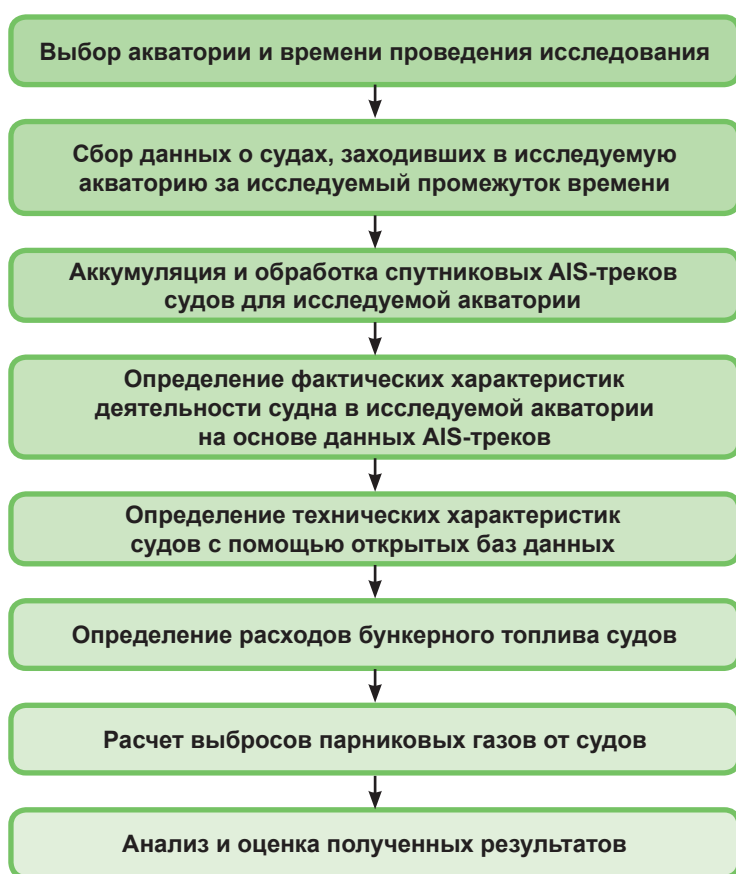 Выбор акватории и времени проведения исследования
Сбор данных о судах, заходивших в исследуемую
акваторию за исследуемый промежуток времени
Аккумуляция и обработка спутниковых AIS-треков
судов для исследуемой акватории
Определение фактических характеристик
деятельности судна в исследуемой акватории
на основе данных AIS-треков
Определение технических характеристик
судов с помощью открытых баз данных
Определение расходов бункерного топлива судов
Расчет выбросов парниковых газов от судов
Анализ и оценка полученных результатов